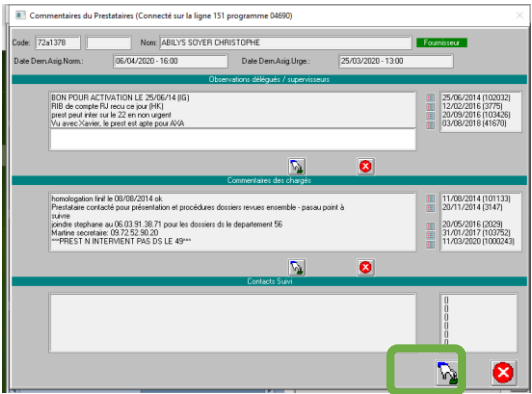 Commentaires du Prestataires (Connecté sur la ligne 151 programme 04690)
Code: 72a1378 Nom: ABILYS SOYER CHRISTOPHE Fournisseur
Date Dern.Asig.Norm.: 06/04/2020 - 16:00 Date Dern.Asig.Urge.: 25/03/2020 - 13:00
Observations délégués / superviseurs
BON POUR ACTIVATION LE 25/06/14 (IG) 25/06/2014 (102032)
RIB de compte RJ recu ce jour (HK) 12/02/2016 (3775)
prest peut inter sur le 22 en non urgent 20/09/2016 (103426)
Vu avec Xavier, le prest est apte pour AXA 03/08/2018 (41670)
Commentaires des chargés
homologation finif le 08/08/2014 ok 11/08/2014 (101133)
Prestataire contacté pour présentation et procédures dossiers revues ensemble - pasau point à 20/11/2014 (3147)
suivre
joindre stephane au 06.03.91.38.71 pour les dossiers ds le departement 56 20/05/2016 (2029)
Martine secretaire: 09.72.52.90.20 31/01/2017 (103752)
***PREST N INTERVIENT PAS DS LE 49*** 11/03/2020 (1000243)
Contacts Suivi
()
()
()
()
()
()